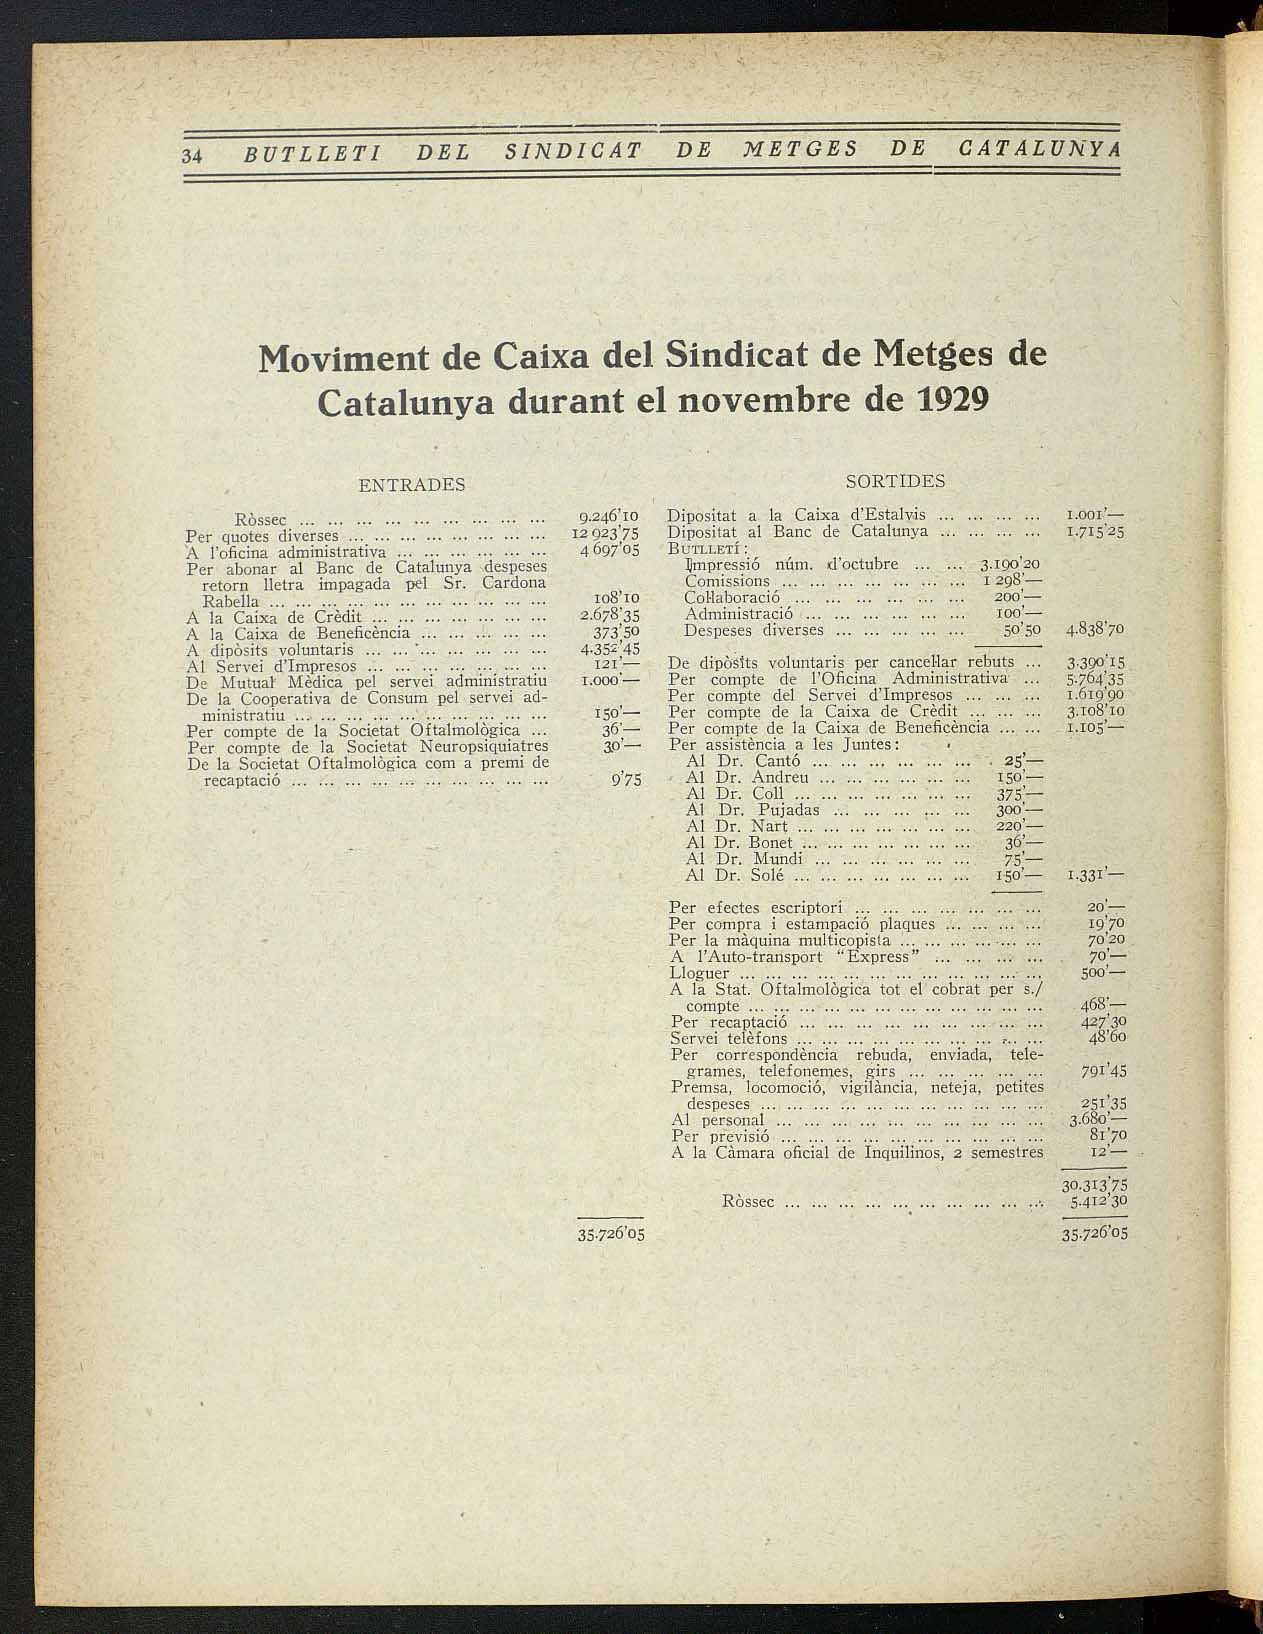 34 BUTLLETI DEL SINDICAT DE METGES DE CATALUNYA
Moviment de Caixa del Sindicat de Metges de
Catalunya durant el novembre de 1929
ENTRADES
Ròssec ... ... ... ... ... ... ... ... ... 9.246'10
Per quotes diverses ... ... ... ... ... ... ... ... 12 923'75
A l'oficina administrativa ... ... ... ... ... ... 4 697'05
Per abonar al Banc de Catalunya despeses
retorn lletra impagada pel Sr. Cardona
Rabella ... ... ... ... ... ... ... ... ... ... ... 108'10
A la Caixa de Crèdit ... ... ... ... ... ... ... 2.678'35
A la Caixa de Beneficència ... ... ... ... ... 373'50
A dipòsits voluntaris ... ... ... ... ... ... ... 4.352'45
Al Servei d'Impresos ... ... ... ... ... ... ... 121'—
De Mutual Mèdica pel servei administratiu 1.000'—
De la Cooperativa de Consum pel servei ad-
ministratiu ... ... ... ... ... ... ... ... ... ... 150'—
Per compte de la Societat Oftalmològica ... 36'—
Per compte de la Societat Neuropsiquiatres 30'—
De la Societat Oftalmològica com a premi de
recaptació ... ... ... ... ... ... ... ... ... ... 9'75
35.726'05
SORTIDES
Dipositat a la Caixa d'Estalvis ... ... ... ... 1.001'—
Dipositat al Banc de Catalunya ... ... ... ... 1.715'25
BUTLLETÍ:
Impressió núm. d'octubre ... ... 3.190'20
Comissions ... ... ... ... ... ... ... 1 298'—
Col·laboració ... ... ... ... ... ... 200'—
Administració ... ... ... ... ... ... 100'—
Despeses diverses ... ... ... ... ... 50'50 4.838'70
De dipòsits voluntaris per cancel·lar rebuts ... 3.390'15
Per compte de l'Oficina Administrativa ... 5.764'35
Per compte del Servei d'Impresos ... ... ... 1.619'90
Per compte de la Caixa de Crèdit ... ... ... 3.108'10
Per compte de la Caixa de Beneficència ... ... 1.105'—
Per assistència a les Juntes:
Al Dr. Cantó ... ... ... ... ... ... 25'—
Al Dr. Andreu ... ... ... ... ... ... 150'—
Al Dr. Coll ... ... ... ... ... ... ... 375'—
Al Dr. Pujadas ... ... ... ... ... 300'—
Al Dr. Nart ... ... ... ... ... ... ... 220'—
Al Dr. Bonet ... ... ... ... ... ... ... 36'—
Al Dr. Mundi ... ... ... ... ... ... 75'—
Al Dr. Solé ... ... ... ... ... ... ... 150'— 1.331'—
Per efectes escriptori ... ... ... ... ... ... ... 20'—
Per compra i estampació plaques ... ... ... ... 19'70
Per la màquina multicopista ... ... ... ... ... ... 70'20
A l'Auto-transport "Express" ... ... ... ... ... 70'—
Lloguer ... ... ... ... ... ... ... ... ... ... ... ... 500'—
A la Stat. Oftalmològica tot el cobrat per s./
compte ... ... ... ... ... ... ... ... ... ... ... ... 468'—
Per recaptació ... ... ... ... ... ... ... ... ... 427'30
Servei telèfons ... ... ... ... ... ... ... ... ... ... 48'60
Per correspondència rebuda, enviada, tele-
grames, telefonemes, girs ... ... ... ... ... 791'45
Premsa, locomoció, vigilància, neteja, petites
despeses ... ... ... ... ... ... ... ... ... ... ... 251'35
Al personal ... ... ... ... ... ... ... ... ... ... 3.680'—
Per previsió ... ... ... ... ... ... ... ... ... ... 81'70
A la Càmara oficial de Inquilinos, 2 semestres 12'—
30.313'75
Ròssec ... ... ... ... ... ... ... ... ... ... 5.412'30
35.726'05